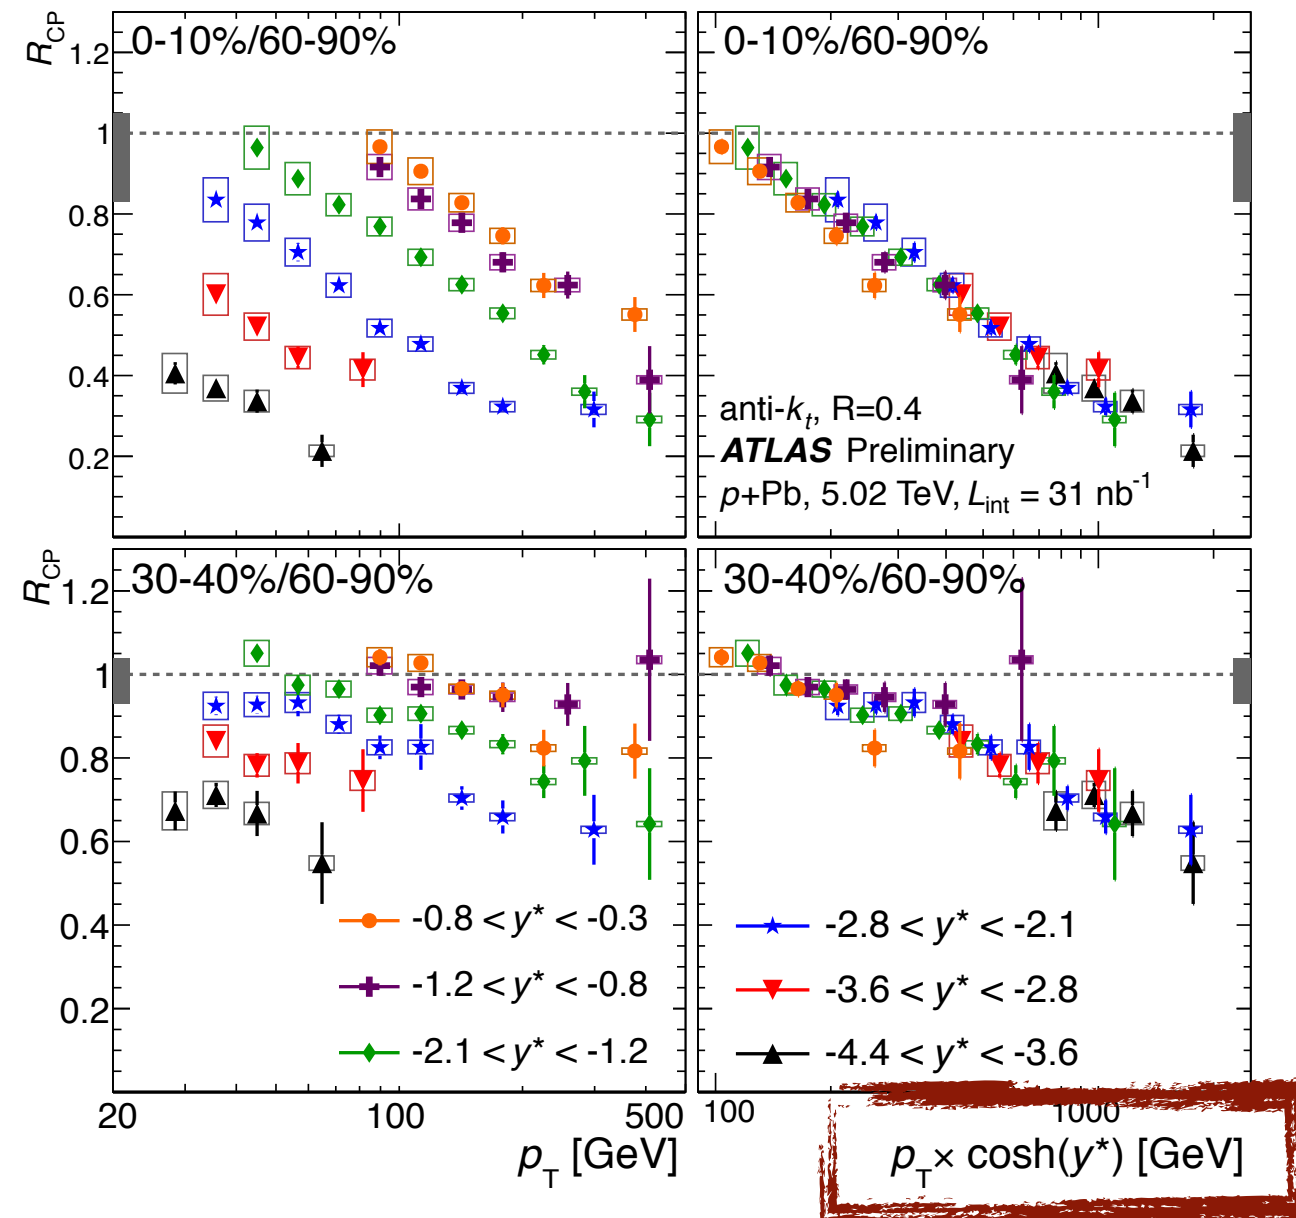 R_CP
0-10%/60-90%
0-10%/60-90%
1.2
1
0.8
0.6
0.4
0.2
anti-k_t, R=0.4
ATLAS Preliminary
p+Pb, 5.02 TeV, L_int = 31 nb^-1
R_CP
30-40%/60-90%
30-40%/60-90%
1.2
1
0.8
0.6
0.4
0.2
-0.8 < y* < -0.3
-1.2 < y* < -0.8
-2.1 < y* < -1.2
-2.8 < y* < -2.1
-3.6 < y* < -2.8
-4.4 < y* < -3.6
20 100 500
100 1000
p_T [GeV]
p_T × cosh(y*) [GeV]